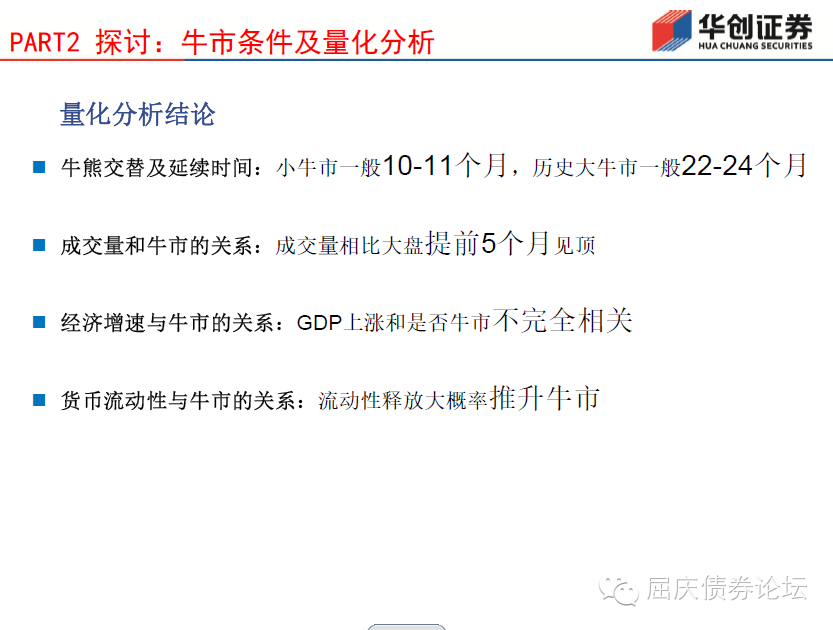 PART2 探讨：牛市条件及量化分析
华创证券
HUA CHUANG SECURITIES
量化分析结论
牛熊交替及延续时间：小牛市一般10-11个月，历史大牛市一般22-24个月
成交量和牛市的关系：成交量相比大盘提前5个月见顶
经济增速与牛市的关系：GDP上涨和是否牛市不完全相关
货币流动性与牛市的关系：流动性释放大概率推升牛市
屈庆债券论坛